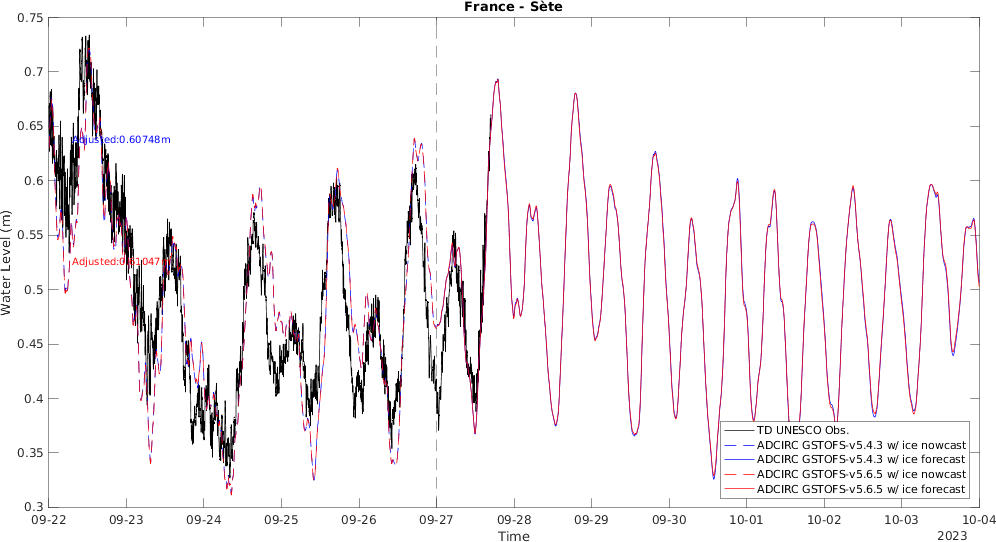 France - Sète
Water Level (m)
0.75
0.7
0.65
0.6
0.55
0.5
0.45
0.4
0.35
0.3
Adjusted:0.60748m
Adjusted:0.61047
TD UNESCO Obs.
ADCIRC GSTOFS-v5.4.3 w/ ice nowcast
ADCIRC GSTOFS-v5.4.3 w/ ice forecast
ADCIRC GSTOFS-v5.6.5 w/ ice nowcast
ADCIRC GSTOFS-v5.6.5 w/ ice forecast
09-22 09-23 09-24 09-25 09-26 09-27 09-28 09-29 09-30 10-01 10-02 10-03 10-04
Time
2023